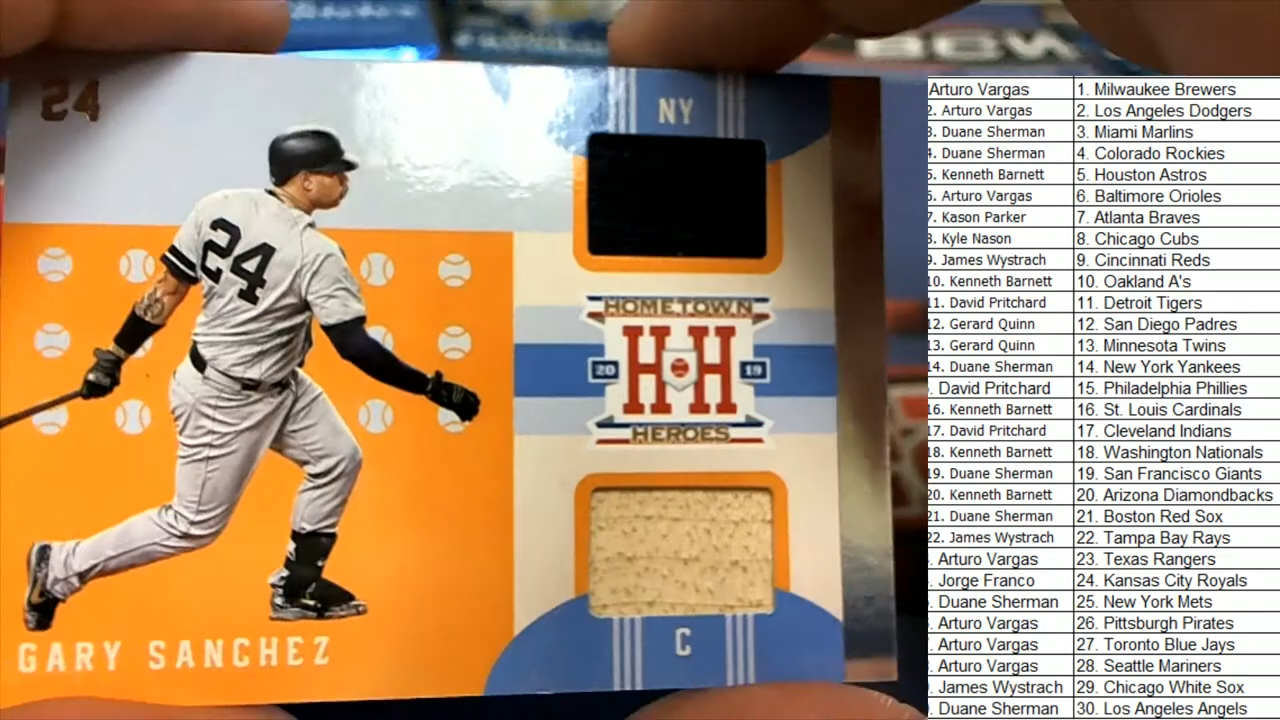 BCW
24
NY
24
HOMETOWN
HH
20 19
HEROES
GARY SANCHEZ
C
Arturo Vargas 1. Milwaukee Brewers
2. Arturo Vargas 2. Los Angeles Dodgers
3. Duane Sherman 3. Miami Marlins
4. Duane Sherman 4. Colorado Rockies
5. Kenneth Barnett 5. Houston Astros
6. Arturo Vargas 6. Baltimore Orioles
7. Kason Parker 7. Atlanta Braves
8. Kyle Nason 8. Chicago Cubs
9. James Wystrach 9. Cincinnati Reds
10. Kenneth Barnett 10. Oakland A's
11. David Pritchard 11. Detroit Tigers
12. Gerard Quinn 12. San Diego Padres
13. Gerard Quinn 13. Minnesota Twins
14. Duane Sherman 14. New York Yankees
. David Pritchard 15. Philadelphia Phillies
16. Kenneth Barnett 16. St. Louis Cardinals
17. David Pritchard 17. Cleveland Indians
18. Kenneth Barnett 18. Washington Nationals
19. Duane Sherman 19. San Francisco Giants
20. Kenneth Barnett 20. Arizona Diamondbacks
21. Duane Sherman 21. Boston Red Sox
22. James Wystrach 22. Tampa Bay Rays
. Arturo Vargas 23. Texas Rangers
. Jorge Franco 24. Kansas City Royals
. Duane Sherman 25. New York Mets
. Arturo Vargas 26. Pittsburgh Pirates
. Arturo Vargas 27. Toronto Blue Jays
. Arturo Vargas 28. Seattle Mariners
. James Wystrach 29. Chicago White Sox
. Duane Sherman 30. Los Angeles Angels